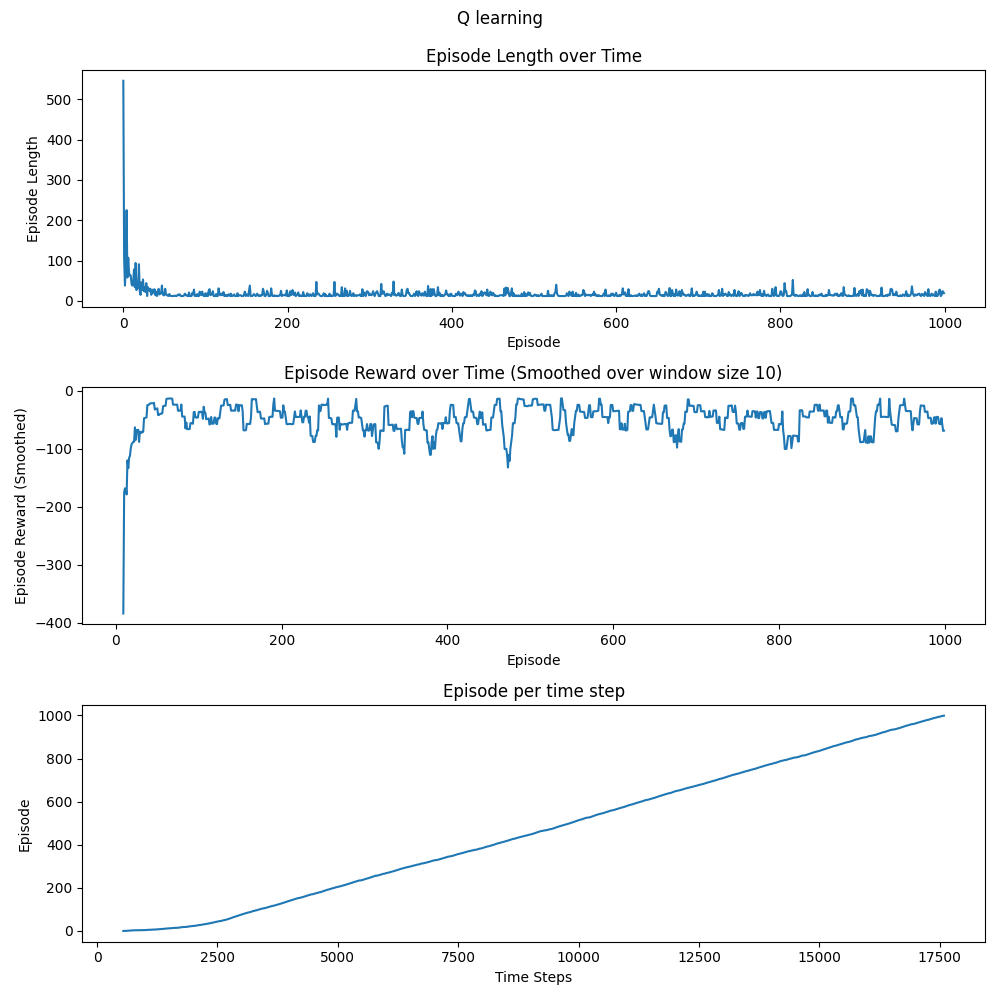 Q learning
Episode Length over Time
500
400
300
200
100
0
Episode Length
0 200 400 600 800 1000
Episode
Episode Reward over Time (Smoothed over window size 10)
0
−100
−200
−300
−400
Episode Reward (Smoothed)
0 200 400 600 800 1000
Episode
Episode per time step
1000
800
600
400
200
0
Episode
0 2500 5000 7500 10000 12500 15000 17500
Time Steps